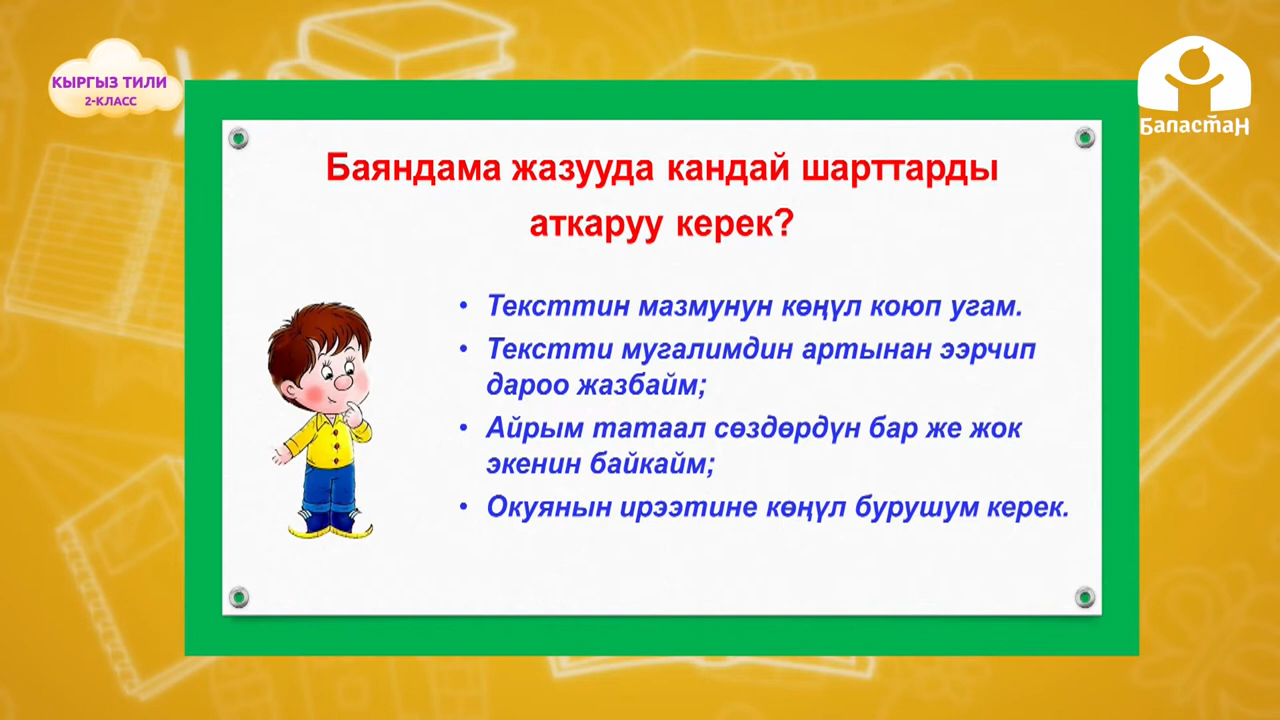 КЫРГЫЗ ТИЛИ
2-КЛАСС
Баластан
Баяндама жазууда кандай шарттарды
аткаруу керек?
• Тексттин мазмунун көңүл коюп угам.
• Текстти мугалимдин артынан ээрчип
дароо жазбайм;
• Айрым татаал сөздөрдүн бар же жок
экенин байкайм;
• Окуянын ирээтине көңүл бурушум керек.